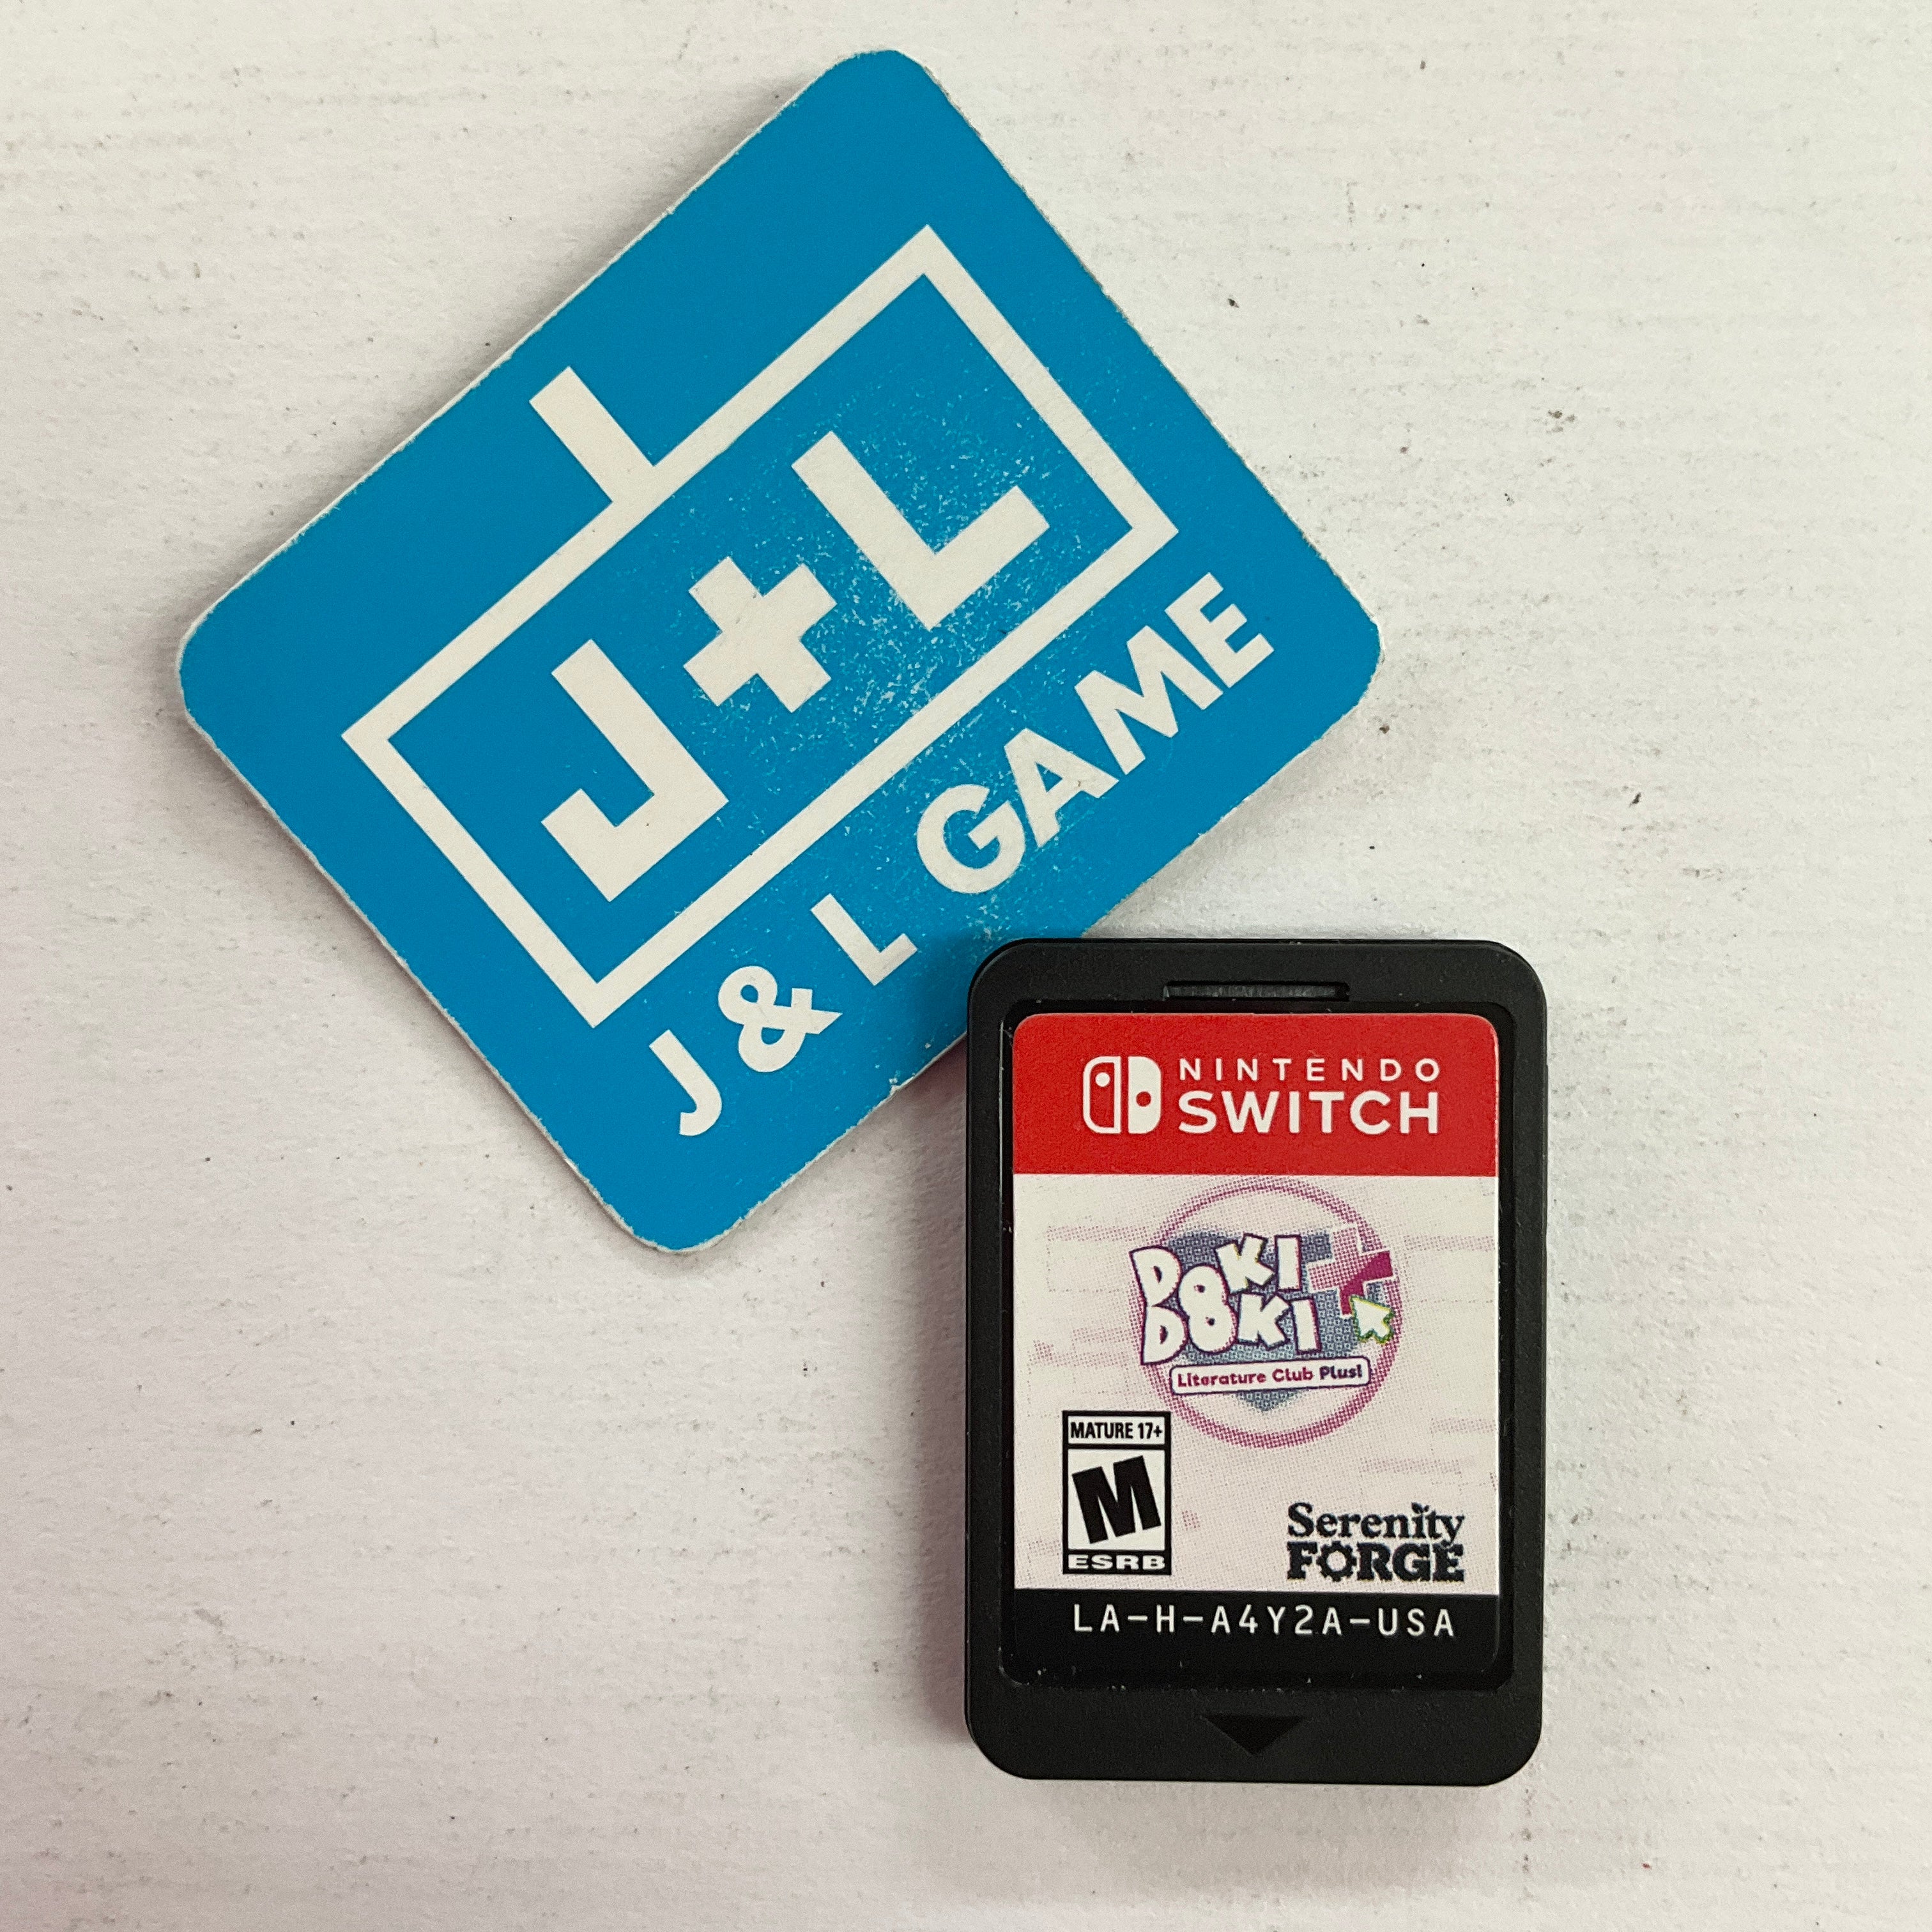 J+L
J & L GAME
NINTENDO
SWITCH
DOKI
DOKI
Literature Club Plus!
MATURE 17+
M
ESRB
Serenity
FORGE
LA-H-A4Y2A-USA